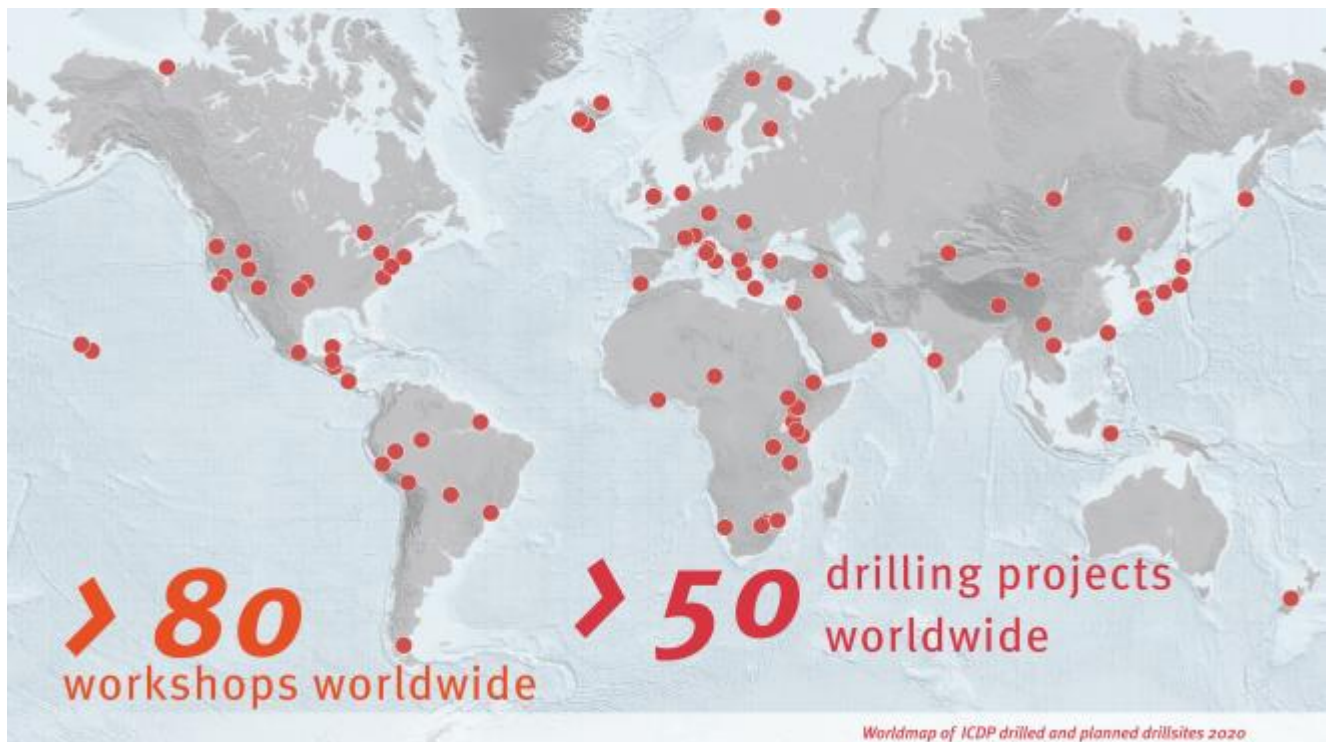 > 80
workshops worldwide
> 50
drilling projects
worldwide
Worldmap of ICDP drilled and planned drillsites 2020